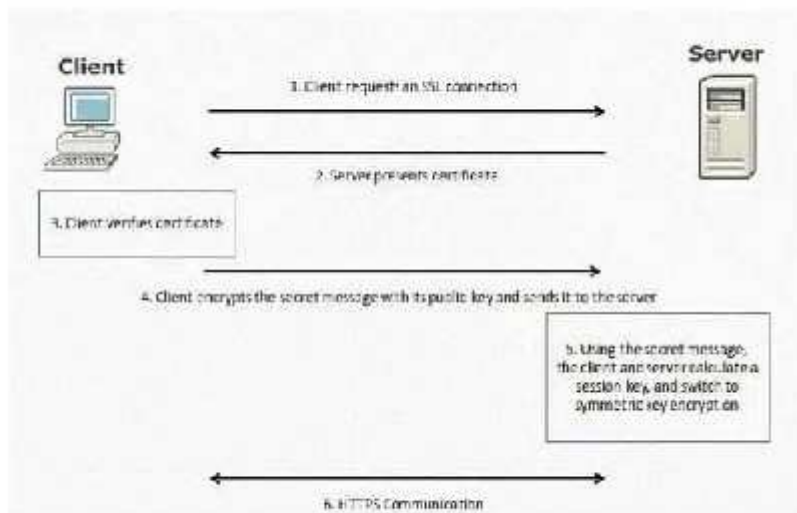 Client
Server
1. Client requests an SSL connection
2. Server presents certificate
3. Client verifies certificate
4. Client encrypts the secret message with its public key and sends it to the server
5. Using the secret message,
the client and server calculate a
session key, and switch to
symmetric key encryption
6. HTTPS Communication